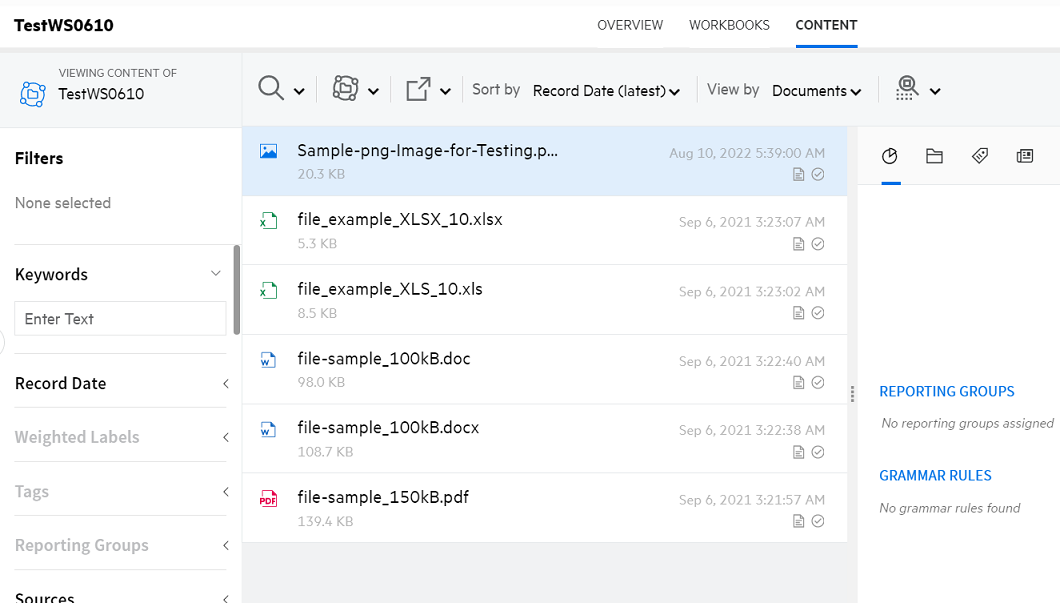 TestWS0610
OVERVIEW WORKBOOKS CONTENT
VIEWING CONTENT OF
TestWS0610
Sort by Record Date (latest) View by Documents
Filters
None selected
Keywords
Enter Text
Record Date
Weighted Labels
Tags
Reporting Groups
Sources
Sample-png-Image-for-Testing.p... Aug 10, 2022 5:39:00 AM
20.3 KB
file_example_XLSX_10.xlsx Sep 6, 2021 3:23:07 AM
5.3 KB
file_example_XLS_10.xls Sep 6, 2021 3:23:02 AM
8.5 KB
file-sample_100kB.doc Sep 6, 2021 3:22:40 AM
98.0 KB
file-sample_100kB.docx Sep 6, 2021 3:22:38 AM
108.7 KB
PDF file-sample_150kB.pdf Sep 6, 2021 3:21:57 AM
139.4 KB
REPORTING GROUPS
No reporting groups assigned
GRAMMAR RULES
No grammar rules found